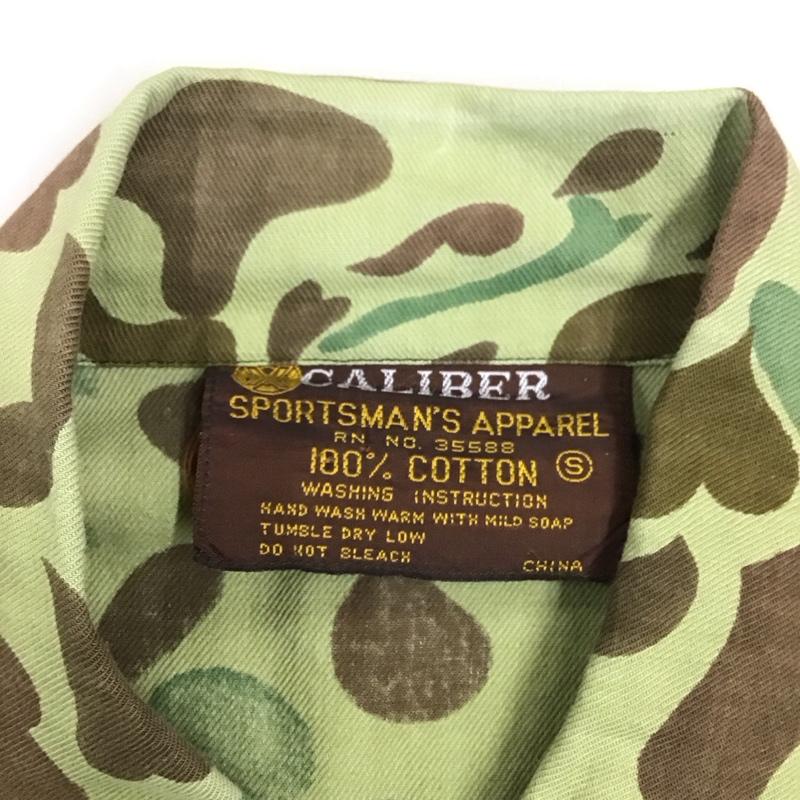 CALIBER
SPORTSMAN'S APPAREL
RN NO. 35588
100% COTTON S
WASHING INSTRUCTION
HAND WASH WARM WITH MILD SOAP
TUMBLE DRY LOW
DO NOT BLEACH
CHINA